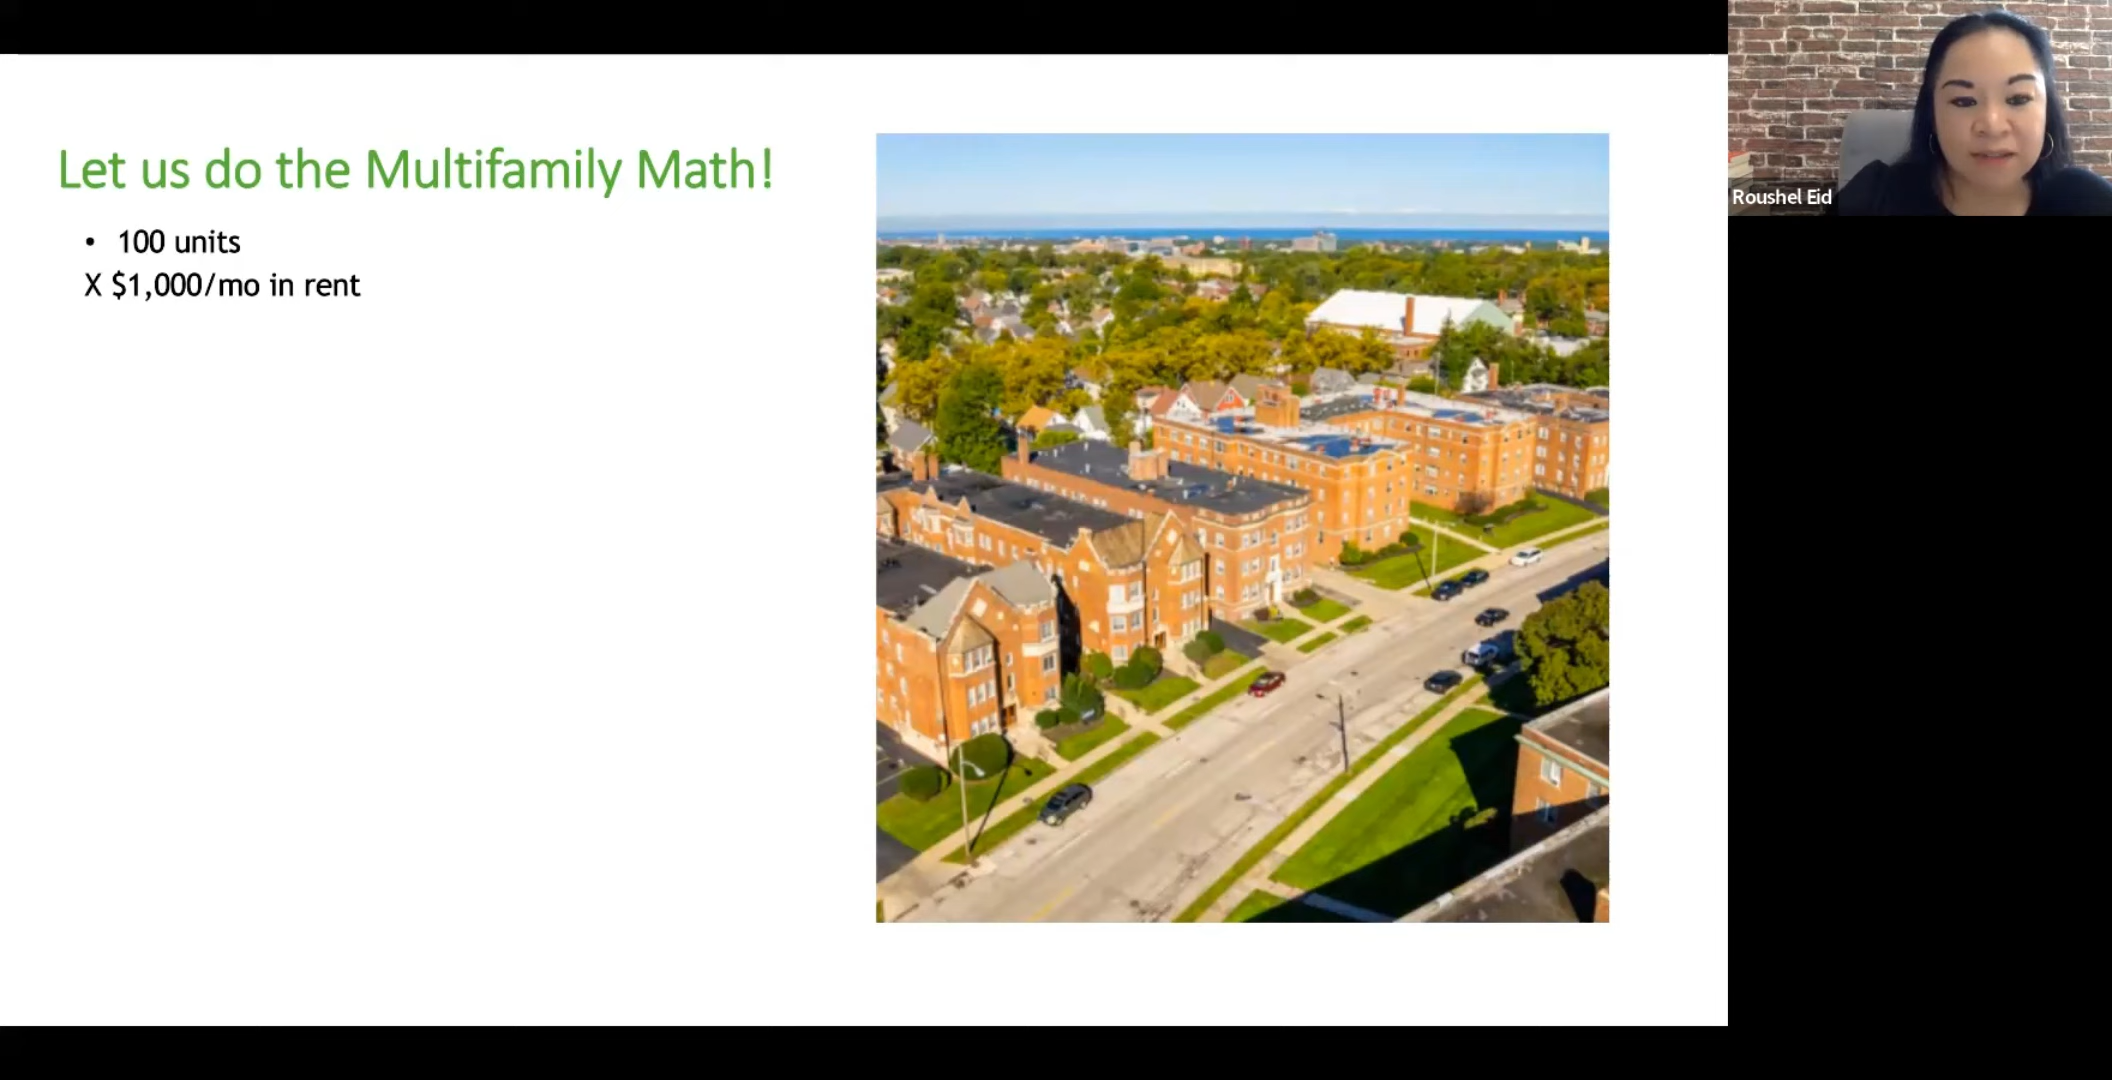 Let us do the Multifamily Math!
• 100 units
X $1,000/mo in rent
Roushel Eid